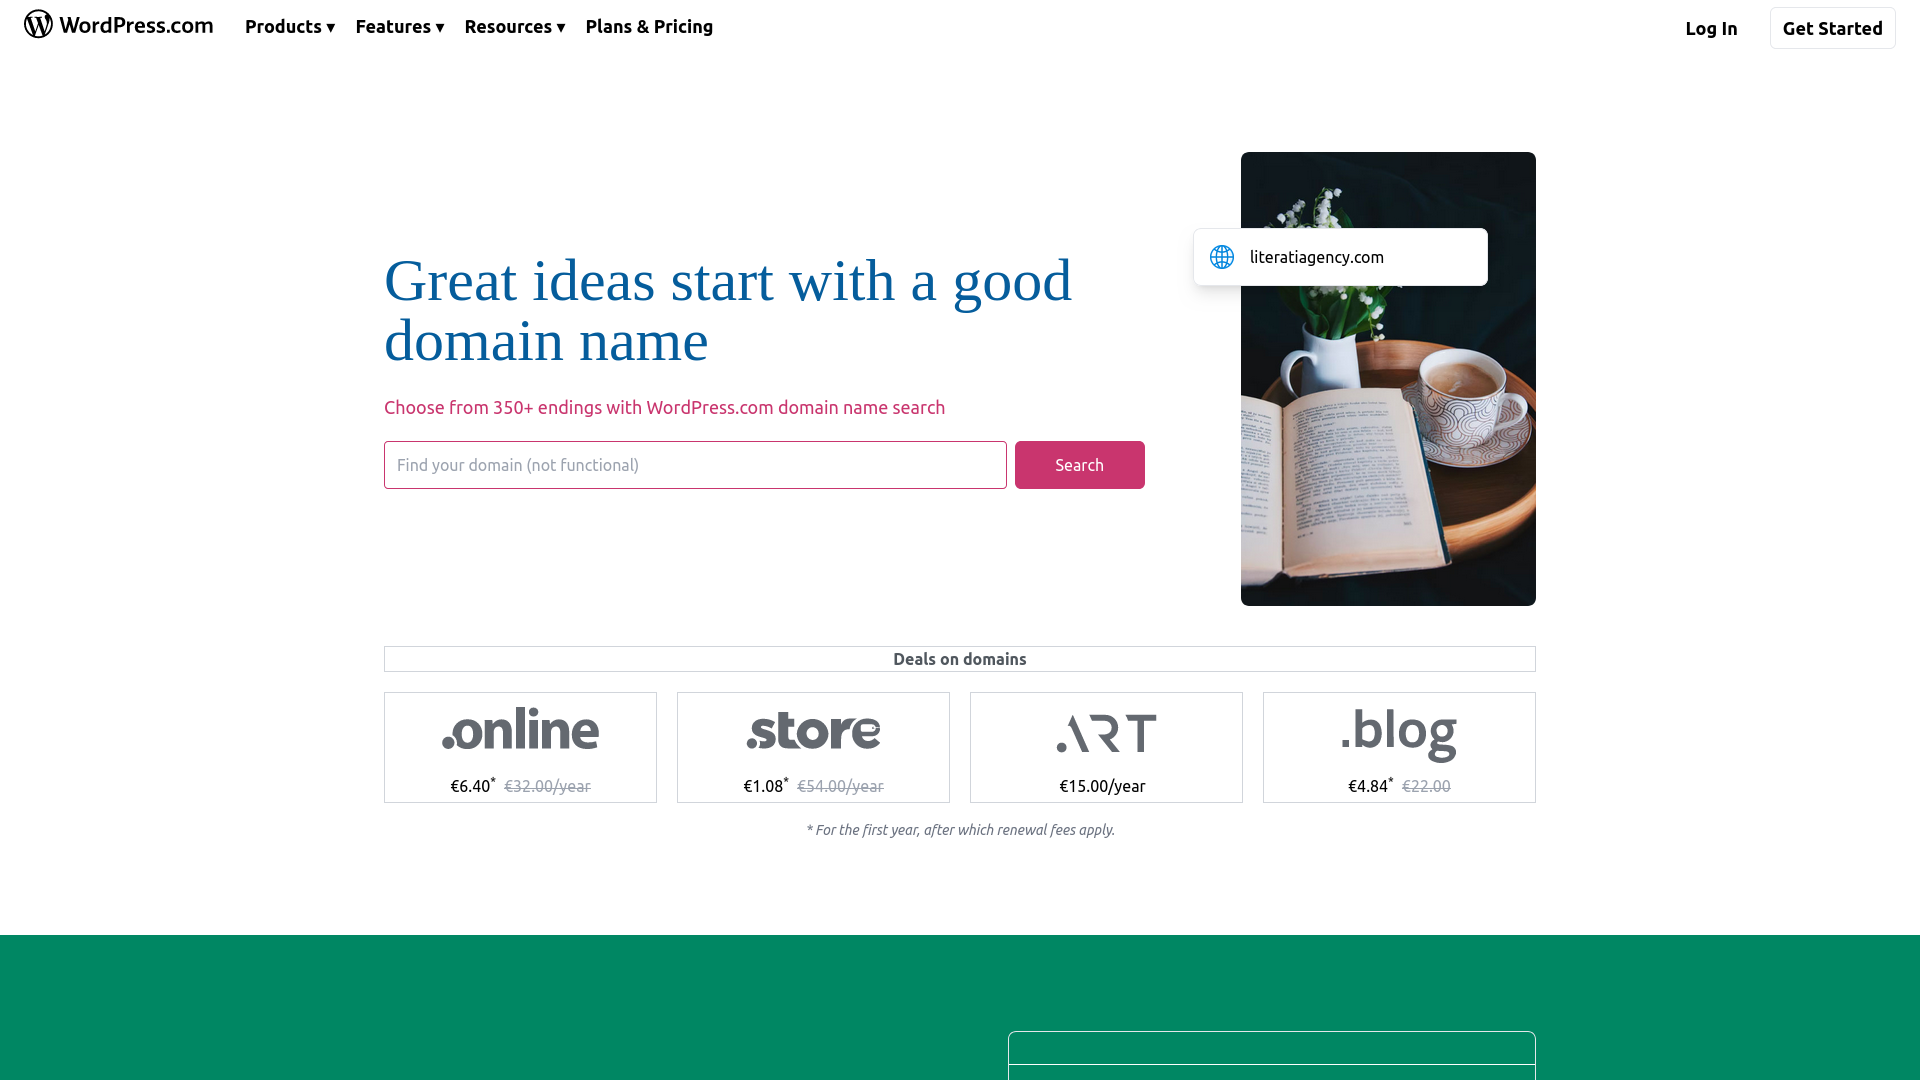 WordPress.com Products ▾ Features ▾ Resources ▾ Plans & Pricing Log In Get Started
Great ideas start with a good
domain name
Choose from 350+ endings with WordPress.com domain name search
Find your domain (not functional) Search
literatiagency.com
Deals on domains
.online
€6.40* €32.00/year
.store
€1.08* €54.00/year
.ART
€15.00/year
.blog
€4.84* €22.00
* For the first year, after which renewal fees apply.